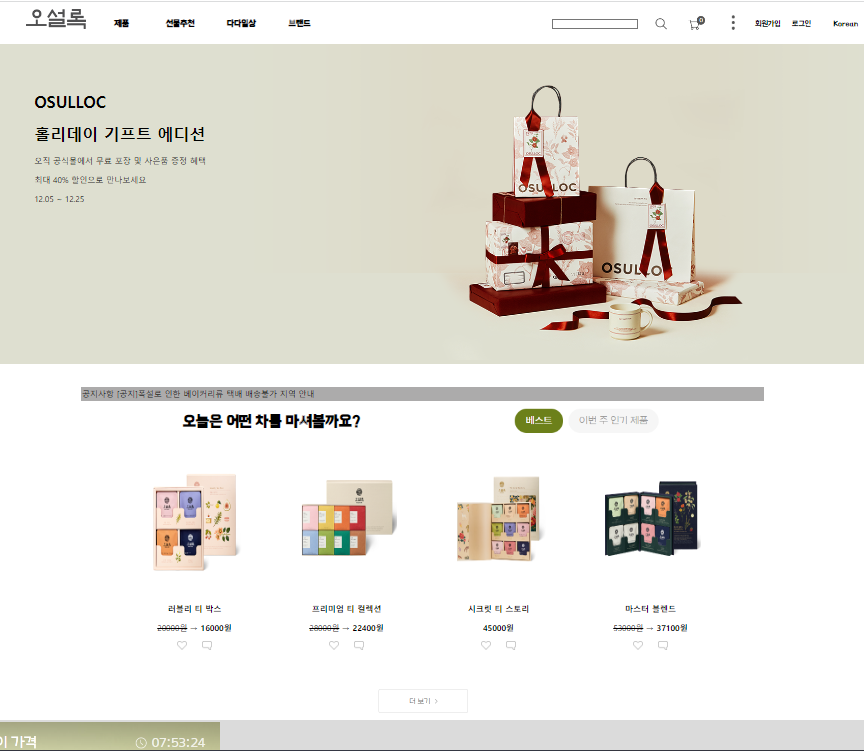 오설록 제품 선물추천 다다일상 브랜드 0 회원가입 로그인 Korean
OSULLOC
홀리데이 기프트 에디션
오직 공식몰에서 무료 포장 및 사은품 증정 혜택
최대 40% 할인으로 만나보세요
12.05 ~ 12.25
OSULLOC
OSULLOC
OSULLO
공지사항 [공지]폭설로 인한 베이커리류 택배 배송불가 지역 안내
오늘은 어떤 차를 마셔볼까요? 베스트 이번 주 인기 제품
러블리 티 박스 프리미엄 티 컬렉션 시크릿 티 스토리 마스터 블렌드
20000원 → 16000원 28000원 → 22400원 45000원 53000원 → 37100원
더 보기 >
이 가격 07:53:24